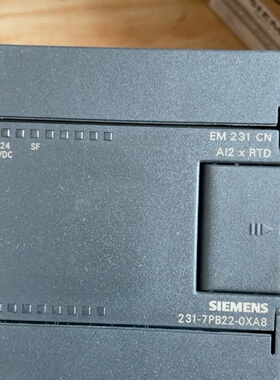 EM 231 CN
24 SF
VDC
AI2 x RTD
SIEMENS
231-7PB22-0XA8